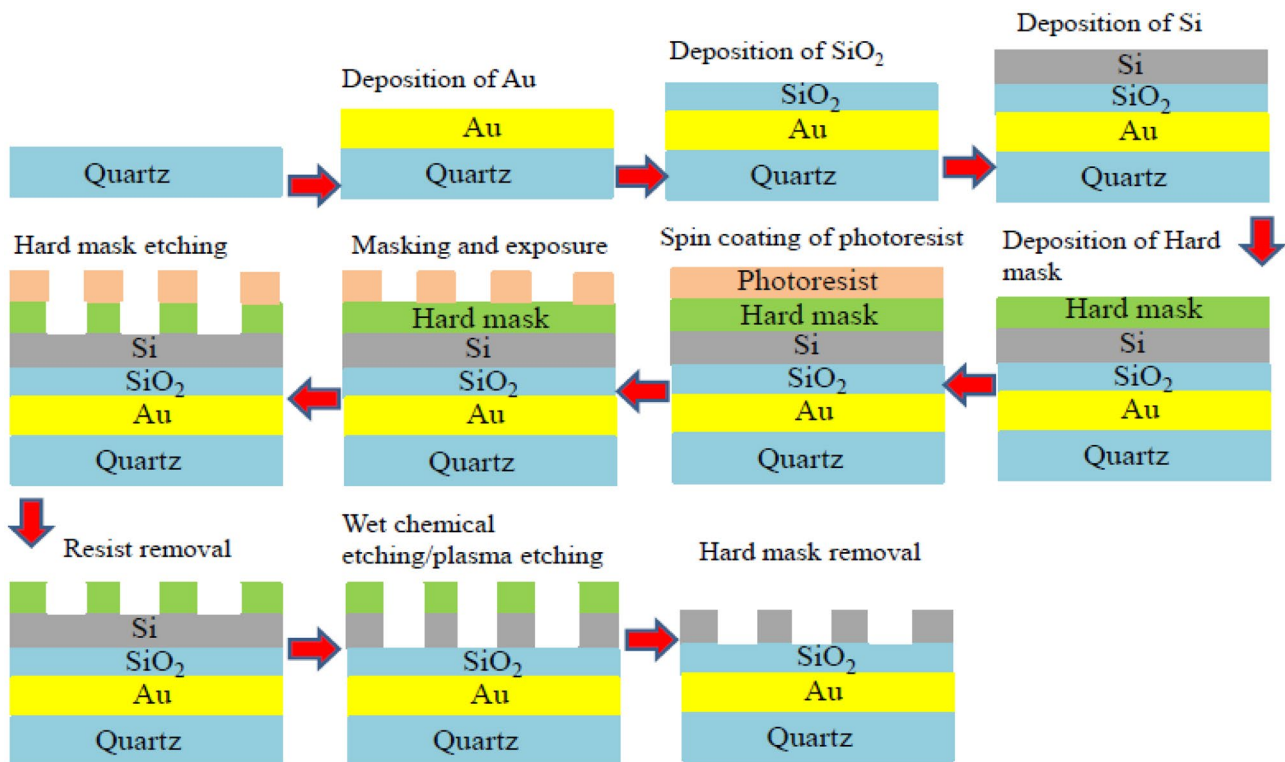 Quartz
Deposition of Au
Au
Quartz
Deposition of SiO₂
SiO₂
Au
Quartz
Deposition of Si
Si
SiO₂
Au
Quartz
Hard mask etching
Si
SiO₂
Au
Quartz
Masking and exposure
Hard mask
Si
SiO₂
Au
Quartz
Spin coating of photoresist
Photoresist
Hard mask
Si
SiO₂
Au
Quartz
Deposition of Hard
mask
Hard mask
Si
SiO₂
Au
Quartz
Resist removal
Si
SiO₂
Au
Quartz
Wet chemical
etching/plasma etching
SiO₂
Au
Quartz
Hard mask removal
SiO₂
Au
Quartz